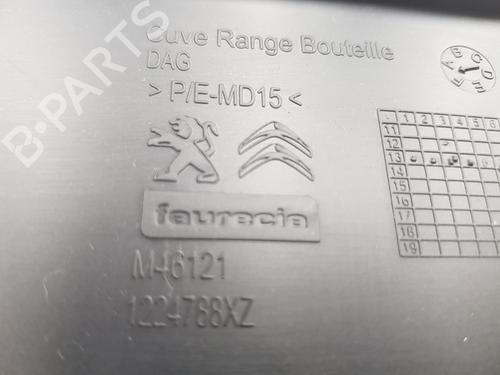 Cuve Range Bouteille
DAG
> P/E-MD15 <
faurecia
M46121
1224788XZ
A B C D E
1 2 3 4 5 6
11
12
13
14
15
16
17
18
19
B-PARTS